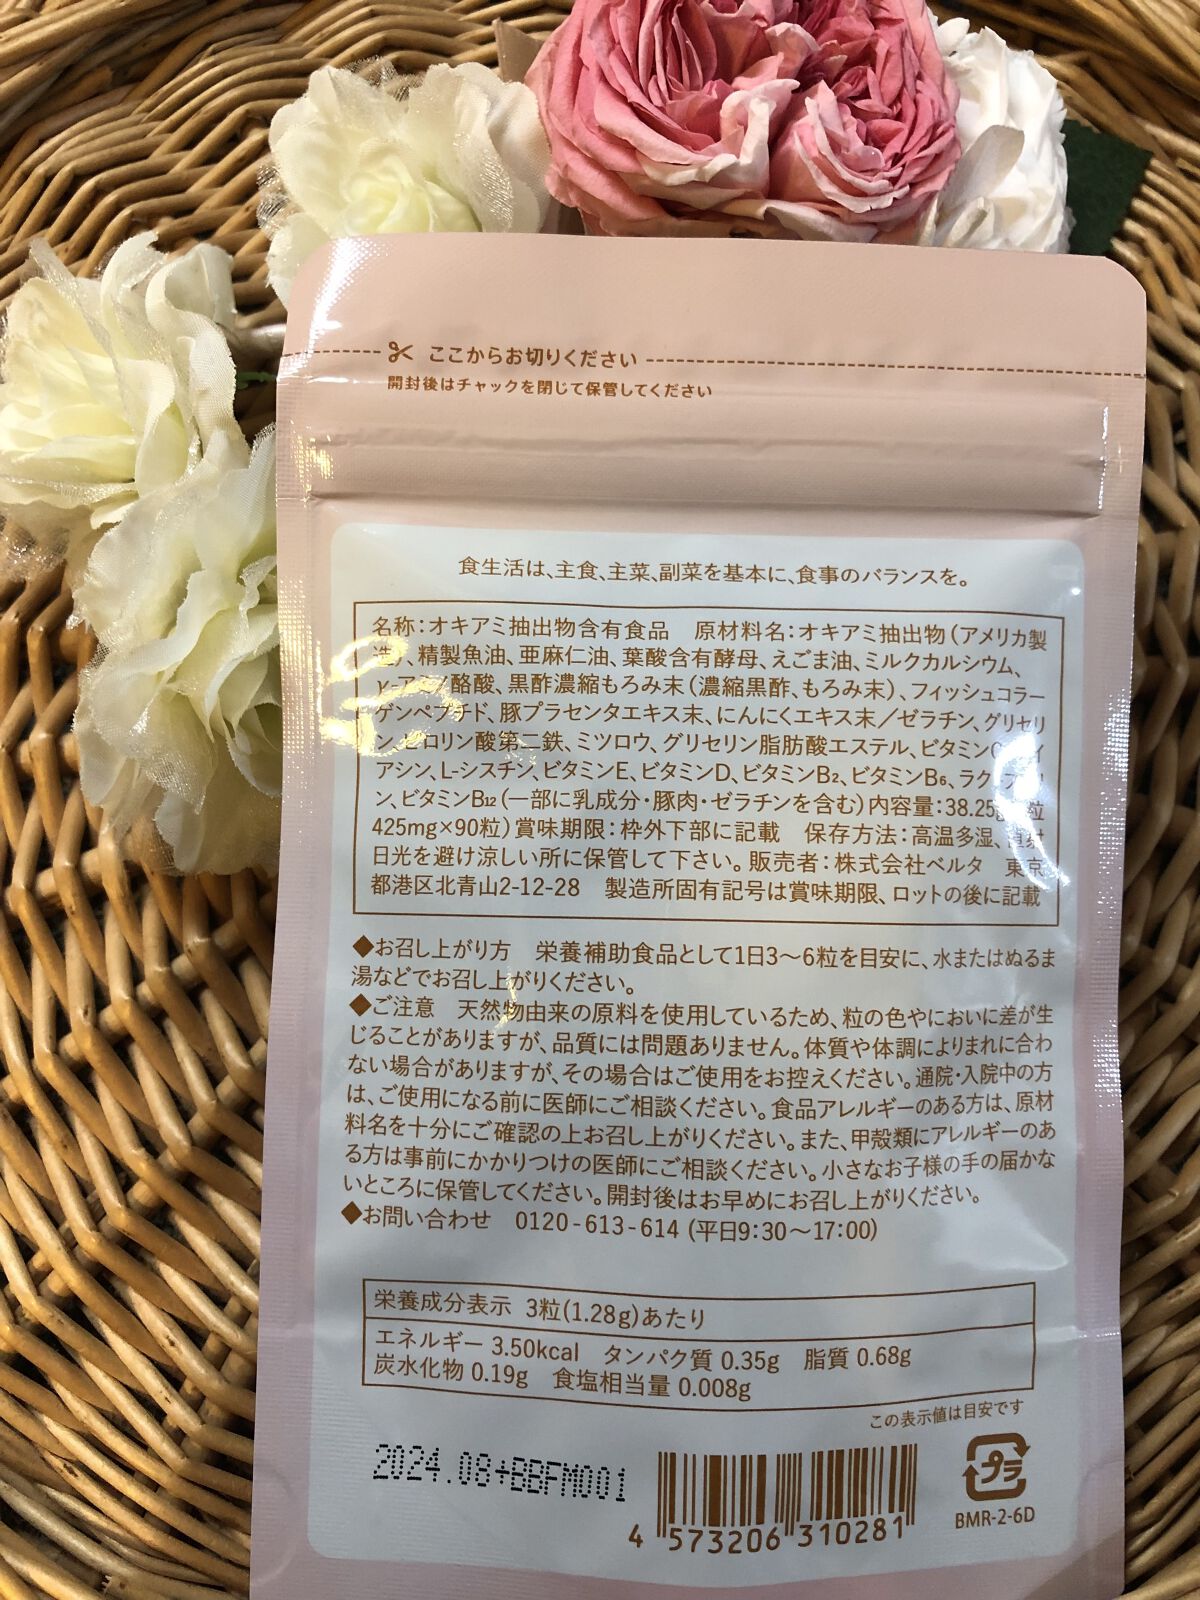 ここからお切りください
開封後はチャックを閉じて保管してください
食生活は、主食、主菜、副菜を基本に、食事のバランスを。
名称：オキアミ抽出物含有食品　原材料名：オキアミ抽出物（アメリカ製
造）、精製魚油、亜麻仁油、葉酸含有酵母、えごま油、ミルクカルシウム、
γ-アミノ酪酸、黒酢濃縮もろみ末（濃縮黒酢、もろみ末）、フィッシュコラー
ゲンペプチド、豚プラセンタエキス末、にんにくエキス末／ゼラチン、グリセリ
ン、ピロリン酸第二鉄、ミツロウ、グリセリン脂肪酸エステル、ビタミンC、
アシン、L-シスチン、ビタミンE、ビタミンD、ビタミンB2、ビタミンB6、
ン、ビタミンB12（一部に乳成分・豚肉・ゼラチンを含む）内容量：38.25g
425mg×90粒）賞味期限：枠外下部に記載　保存方法：高温多湿、直射
日光を避け涼しい所に保管して下さい。販売者：株式会社ベルタ　東京
都港区北青山2-12-28　製造所固有記号は賞味期限、ロットの後に記載
◆お召し上がり方　栄養補助食品として1日3〜6粒を目安に、水またはぬるま
湯などでお召し上がりください。
◆ご注意　天然物由来の原料を使用しているため、粒の色やにおいに差が生
じることがありますが、品質には問題ありません。体質や体調によりまれに合わ
ない場合がありますが、その場合はご使用をお控えください。通院・入院中の方
は、ご使用になる前に医師にご相談ください。食品アレルギーのある方は、原材
料名を十分にご確認の上お召し上がりください。また、甲殻類にアレルギーのあ
る方は事前にかかりつけの医師にご相談ください。小さなお子様の手の届かな
いところに保管してください。開封後はお早めにお召し上がりください。
◆お問い合わせ　0120-613-614 (平日9:30〜17:00)
栄養成分表示　3粒(1.28g)あたり
エネルギー 3.50kcal　タンパク質 0.35g　脂質 0.68g
炭水化物 0.19g　食塩相当量 0.008g
この表示値は目安です
2024.08+BBFM001
プラ
4 573206 310281
BMR-2-6D